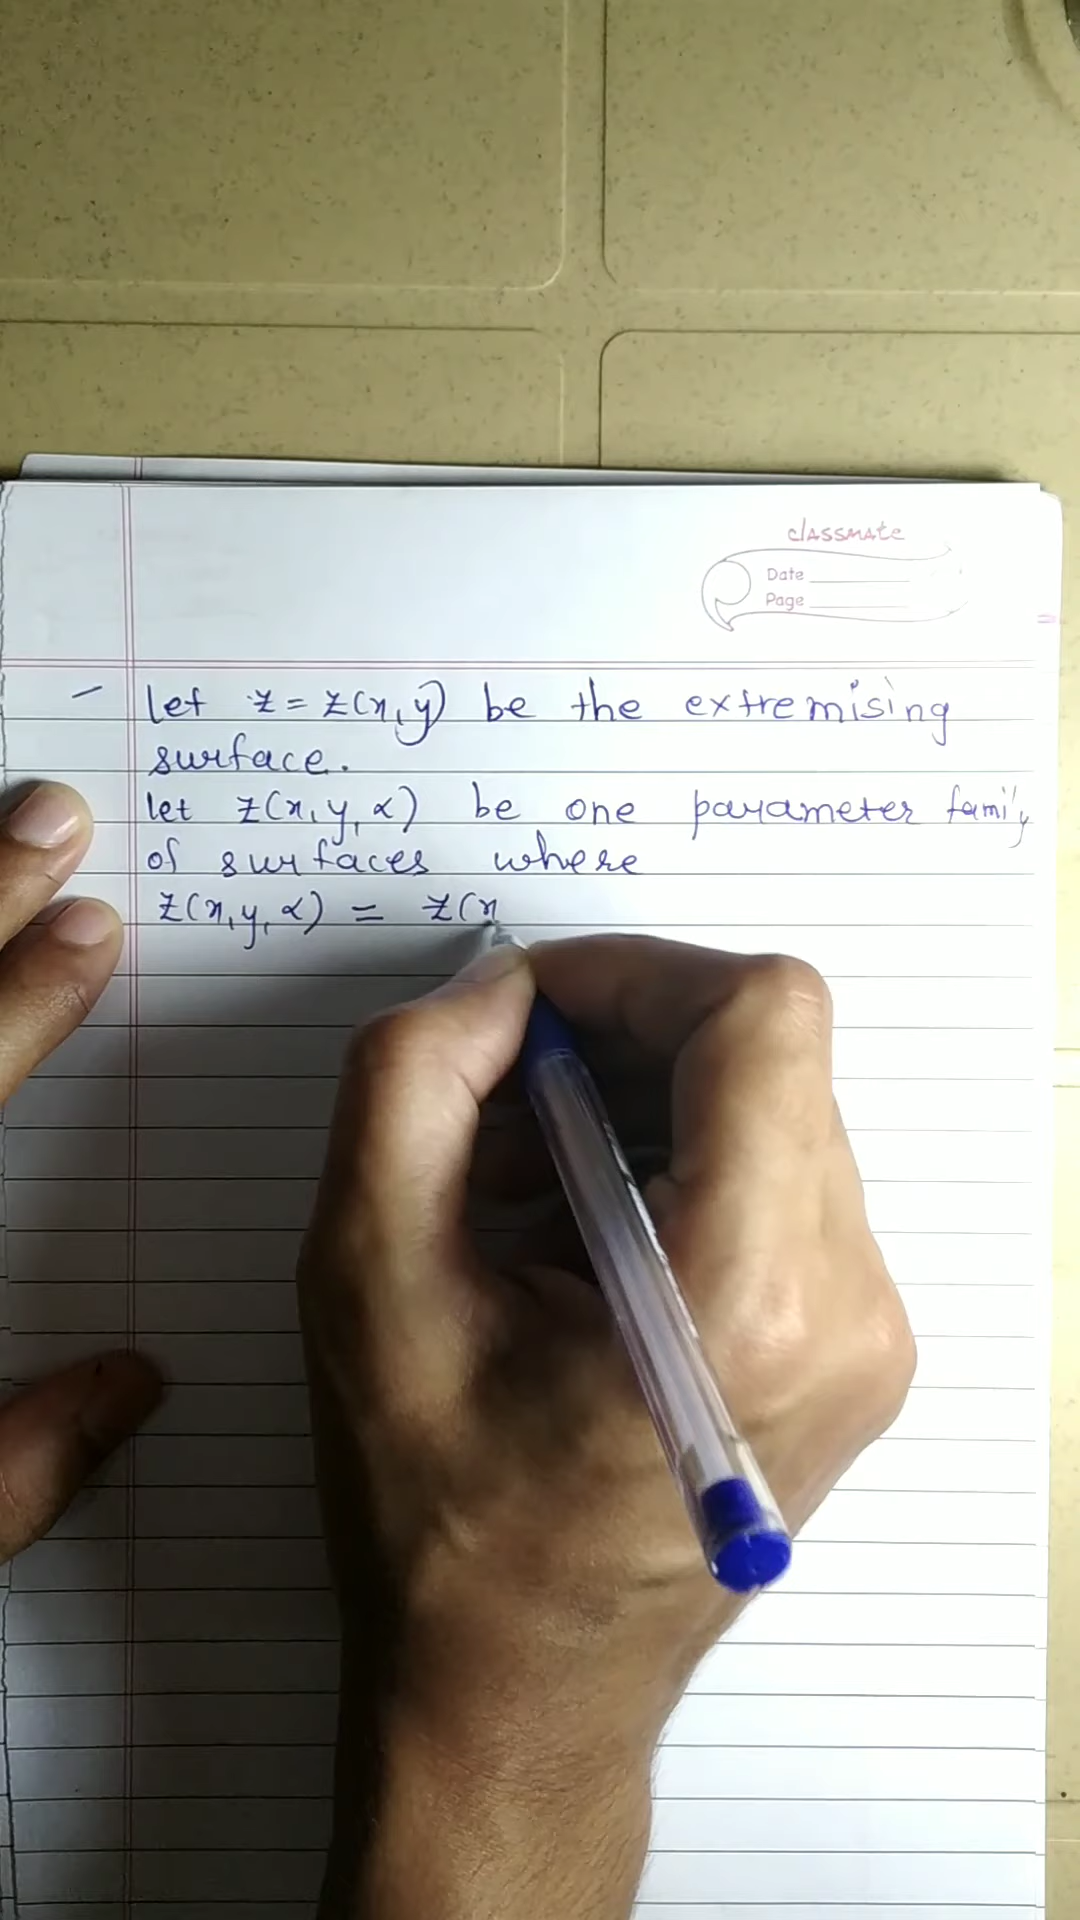 classmate
Date
Page
— let z = z(x, y) be the extremising
surface.
let z(x, y, α) be one parameter family
of surfaces where
z(x, y, α) = z(x